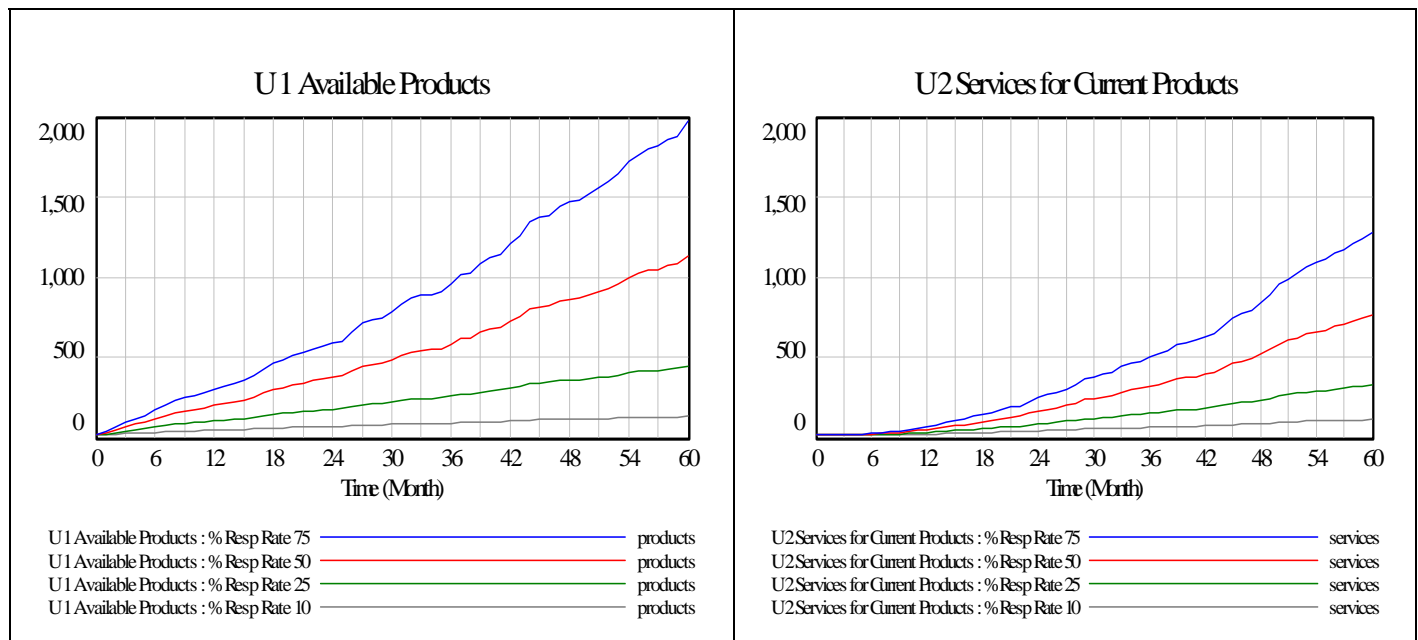 U1 Available Products
2,000
1,500
1,000
500
0
0 6 12 18 24 30 36 42 48 54 60
Time (Month)
U1 Available Products : % Resp Rate 75 products
U1 Available Products : % Resp Rate 50 products
U1 Available Products : % Resp Rate 25 products
U1 Available Products : % Resp Rate 10 products
U2 Services for Current Products
2,000
1,500
1,000
500
0
0 6 12 18 24 30 36 42 48 54 60
Time (Month)
U2 Services for Current Products : % Resp Rate 75 services
U2 Services for Current Products : % Resp Rate 50 services
U2 Services for Current Products : % Resp Rate 25 services
U2 Services for Current Products : % Resp Rate 10 services